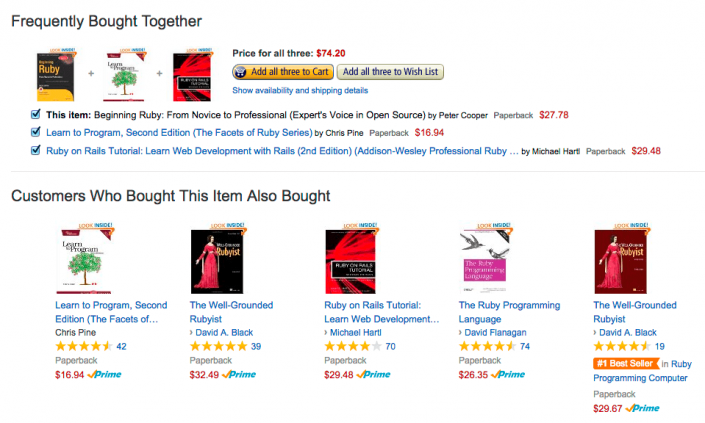 Frequently Bought Together
LOOK INSIDE! LOOK INSIDE! LOOK INSIDE!
Beginning
Ruby
Learn to Program
RUBY ON RAILS
TUTORIAL
+ +
Price for all three: $74.20
Add all three to Cart Add all three to Wish List
Show availability and shipping details
This item: Beginning Ruby: From Novice to Professional (Expert's Voice in Open Source) by Peter Cooper Paperback $27.78
Learn to Program, Second Edition (The Facets of Ruby Series) by Chris Pine Paperback $16.94
Ruby on Rails Tutorial: Learn Web Development with Rails (2nd Edition) (Addison-Wesley Professional Ruby ... by Michael Hartl Paperback $29.48
Customers Who Bought This Item Also Bought
LOOK INSIDE!
Learn to Program
Learn to Program, Second
Edition (The Facets of…
Chris Pine
42
Paperback
$16.94 Prime
LOOK INSIDE!
WELL-GROUNDED
Rubyist
The Well-Grounded
Rubyist
› David A. Black
39
Paperback
$32.49 Prime
LOOK INSIDE!
RUBY ON RAILS
TUTORIAL
Ruby on Rails Tutorial:
Learn Web Development…
› Michael Hartl
70
Paperback
$29.48 Prime
LOOK INSIDE!
The Ruby
Programming
Language
The Ruby Programming
Language
› David Flanagan
74
Paperback
$26.35 Prime
LOOK INSIDE!
WELL-GROUNDED
Rubyist
The Well-Grounded
Rubyist
› David A. Black
19
#1 Best Seller in Ruby
Programming Computer
Paperback
$29.67 Prime